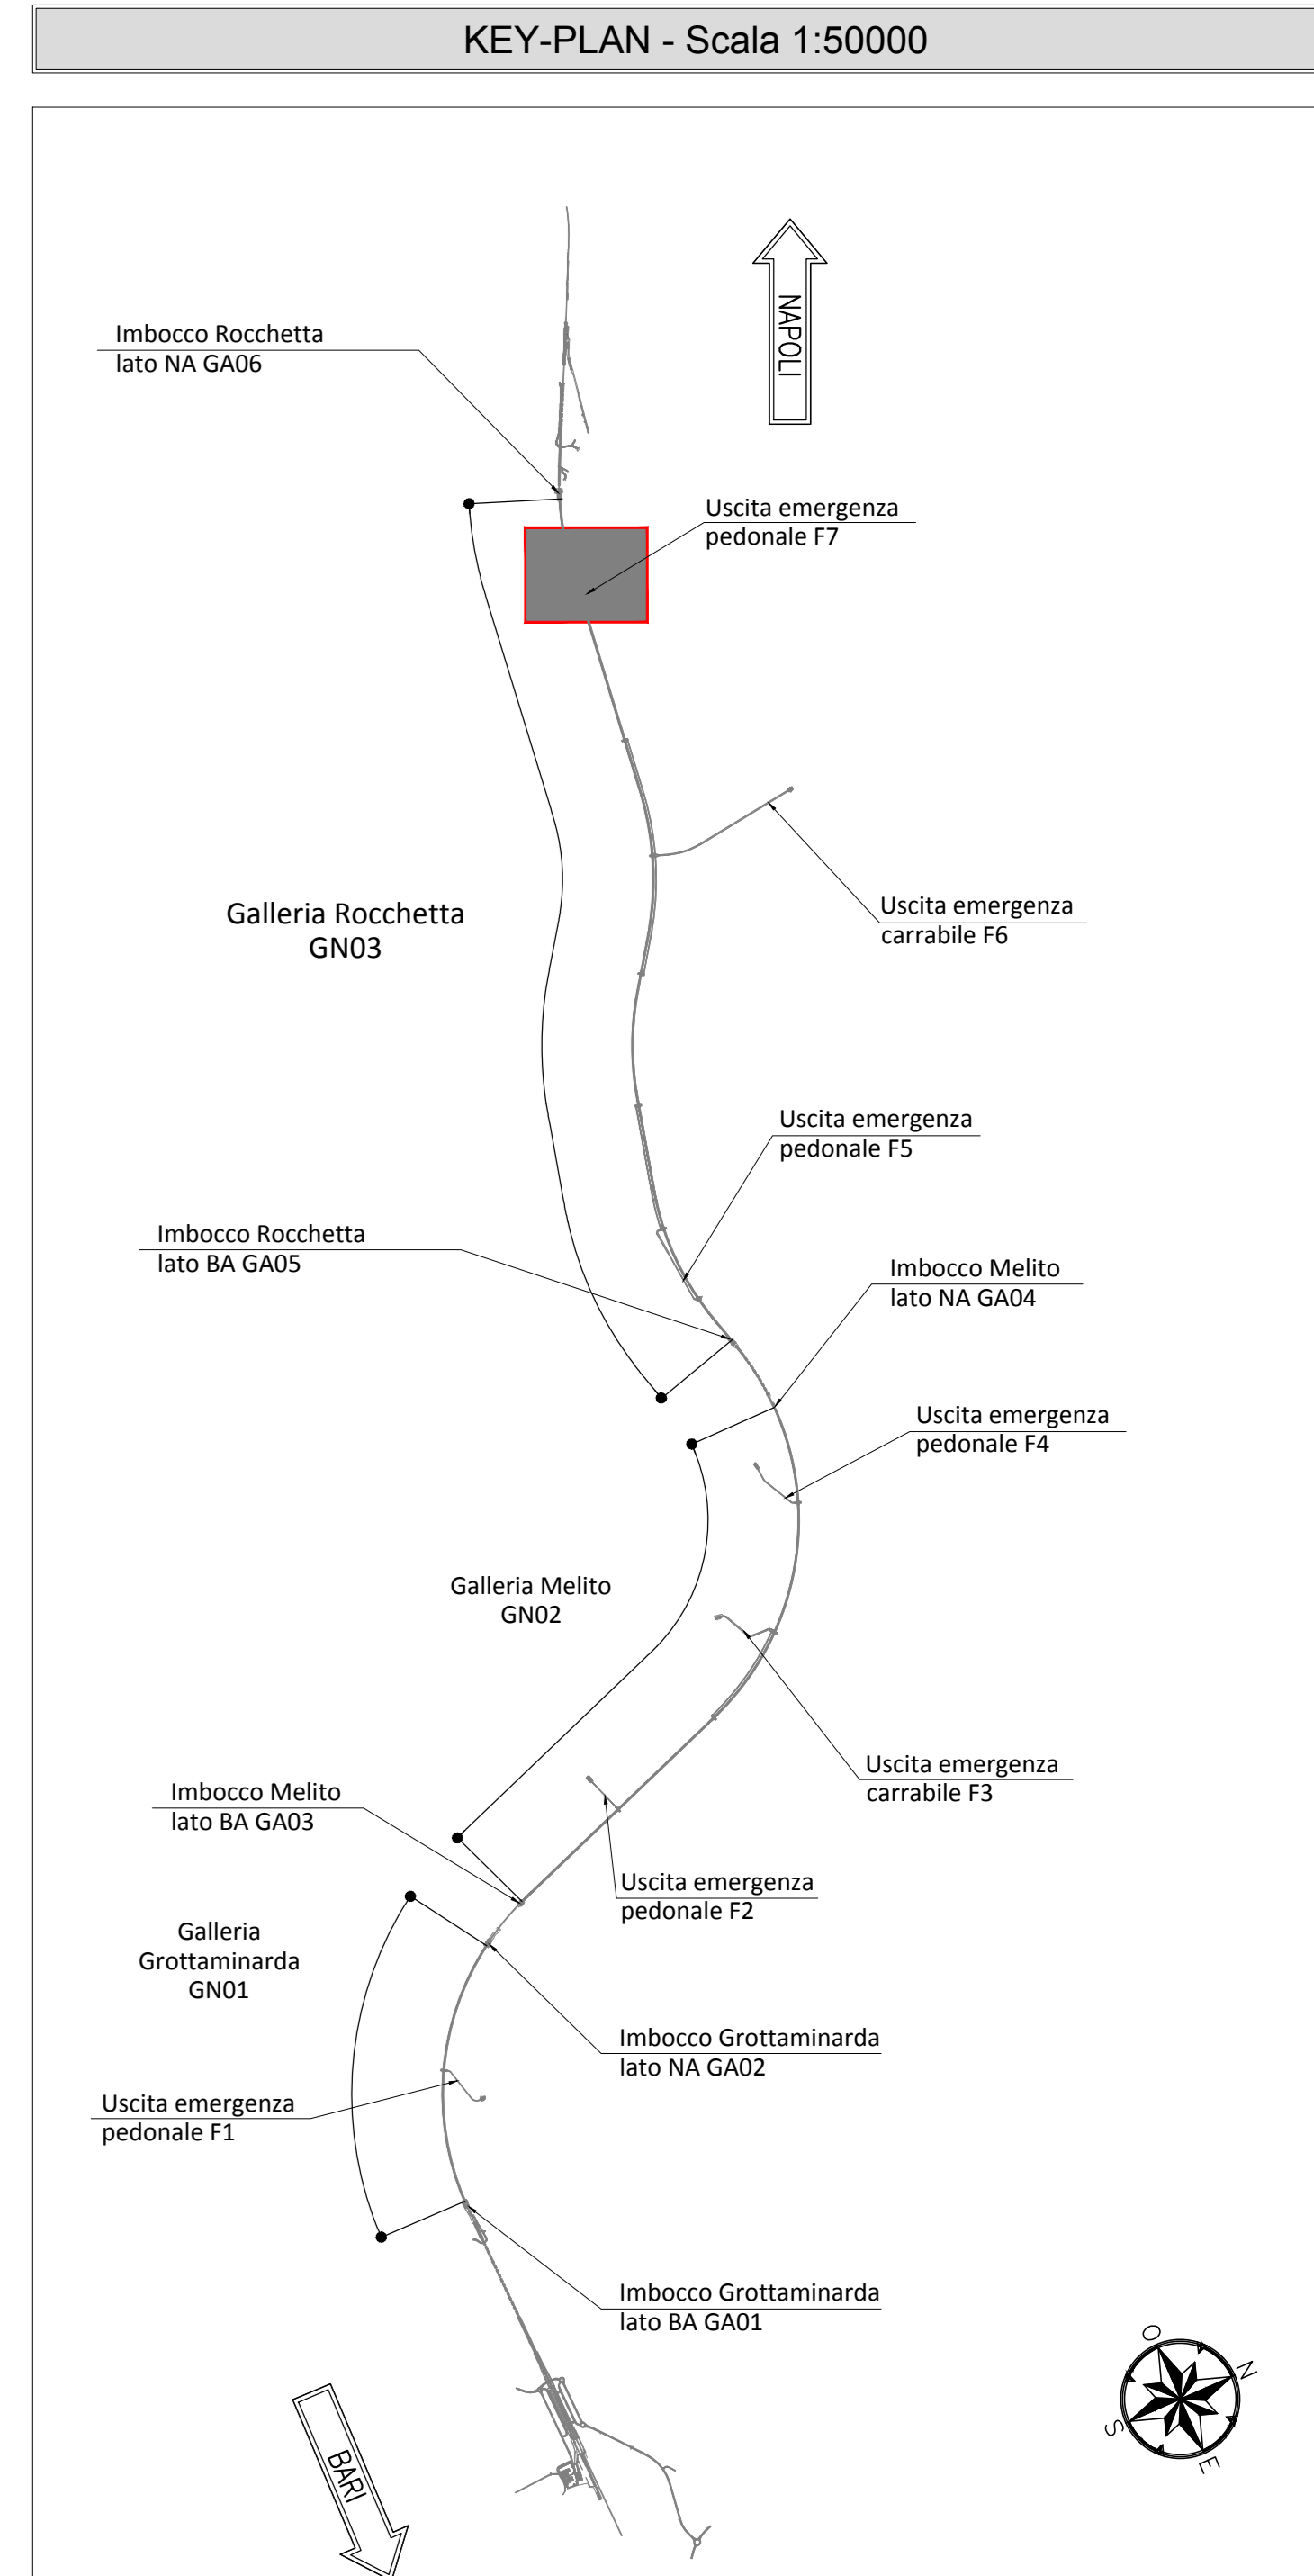 KEY-PLAN - Scala 1:50000
NAPOLI
Imbocco Rocchetta
lato NA GA06
Uscita emergenza
pedonale F7
Galleria Rocchetta
GN03
Uscita emergenza
carrabile F6
Uscita emergenza
pedonale F5
Imbocco Rocchetta
lato BA GA05
Imbocco Melito
lato NA GA04
Uscita emergenza
pedonale F4
Galleria Melito
GN02
Uscita emergenza
carrabile F3
Imbocco Melito
lato BA GA03
Uscita emergenza
pedonale F2
Galleria
Grottaminarda
GN01
Imbocco Grottaminarda
lato NA GA02
Uscita emergenza
pedonale F1
Imbocco Grottaminarda
lato BA GA01
BARI
O
N
S
E